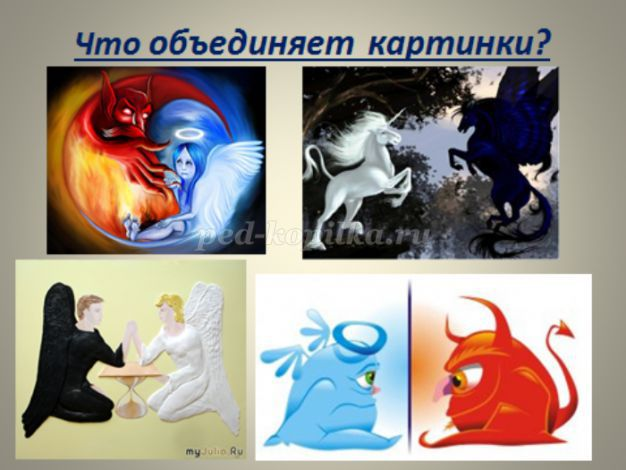 Что объединяет картинки?
ped-kopilka.ru
myJulia.Ru